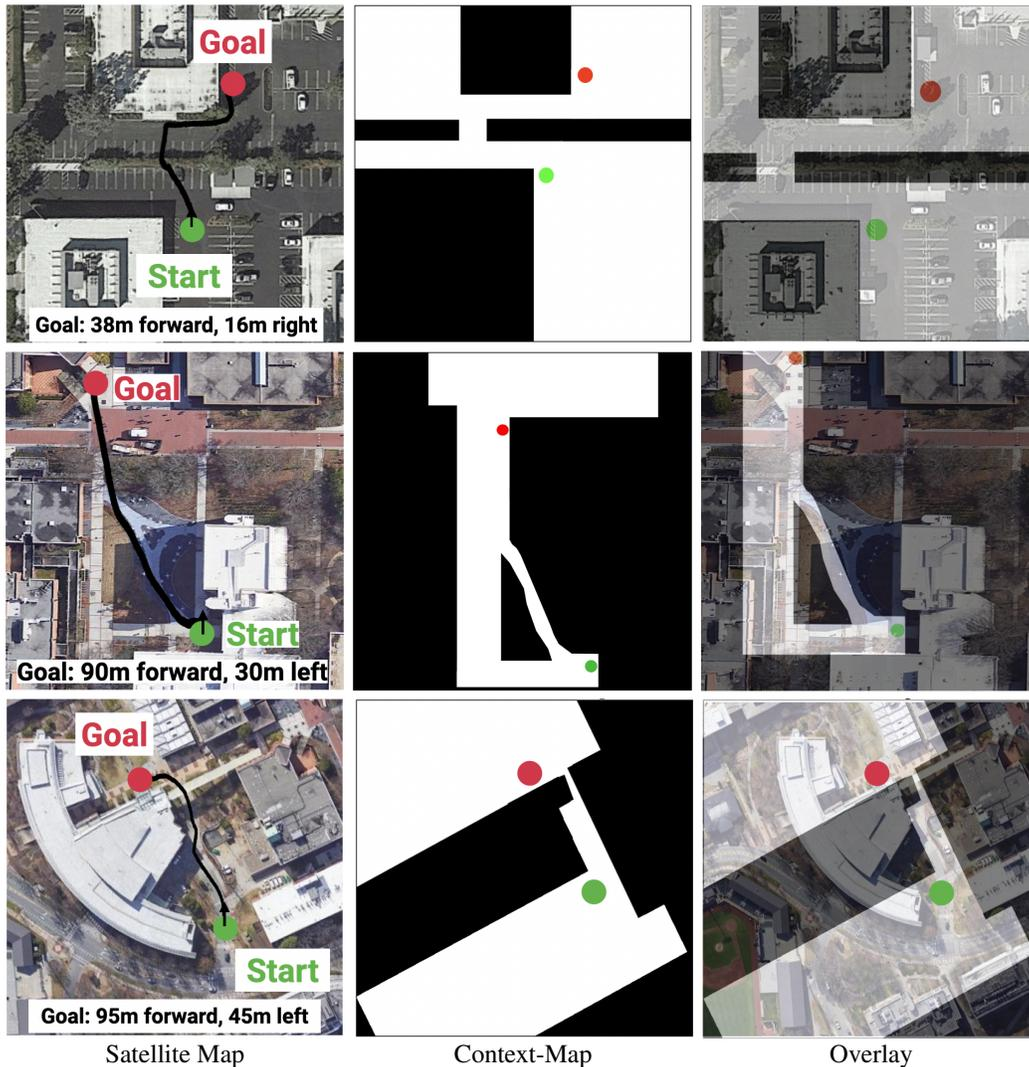 Goal
Start
Goal: 38m forward, 16m right
Goal
Start
Goal: 90m forward, 30m left
Goal
Start
Goal: 95m forward, 45m left
Satellite Map
Context-Map
Overlay